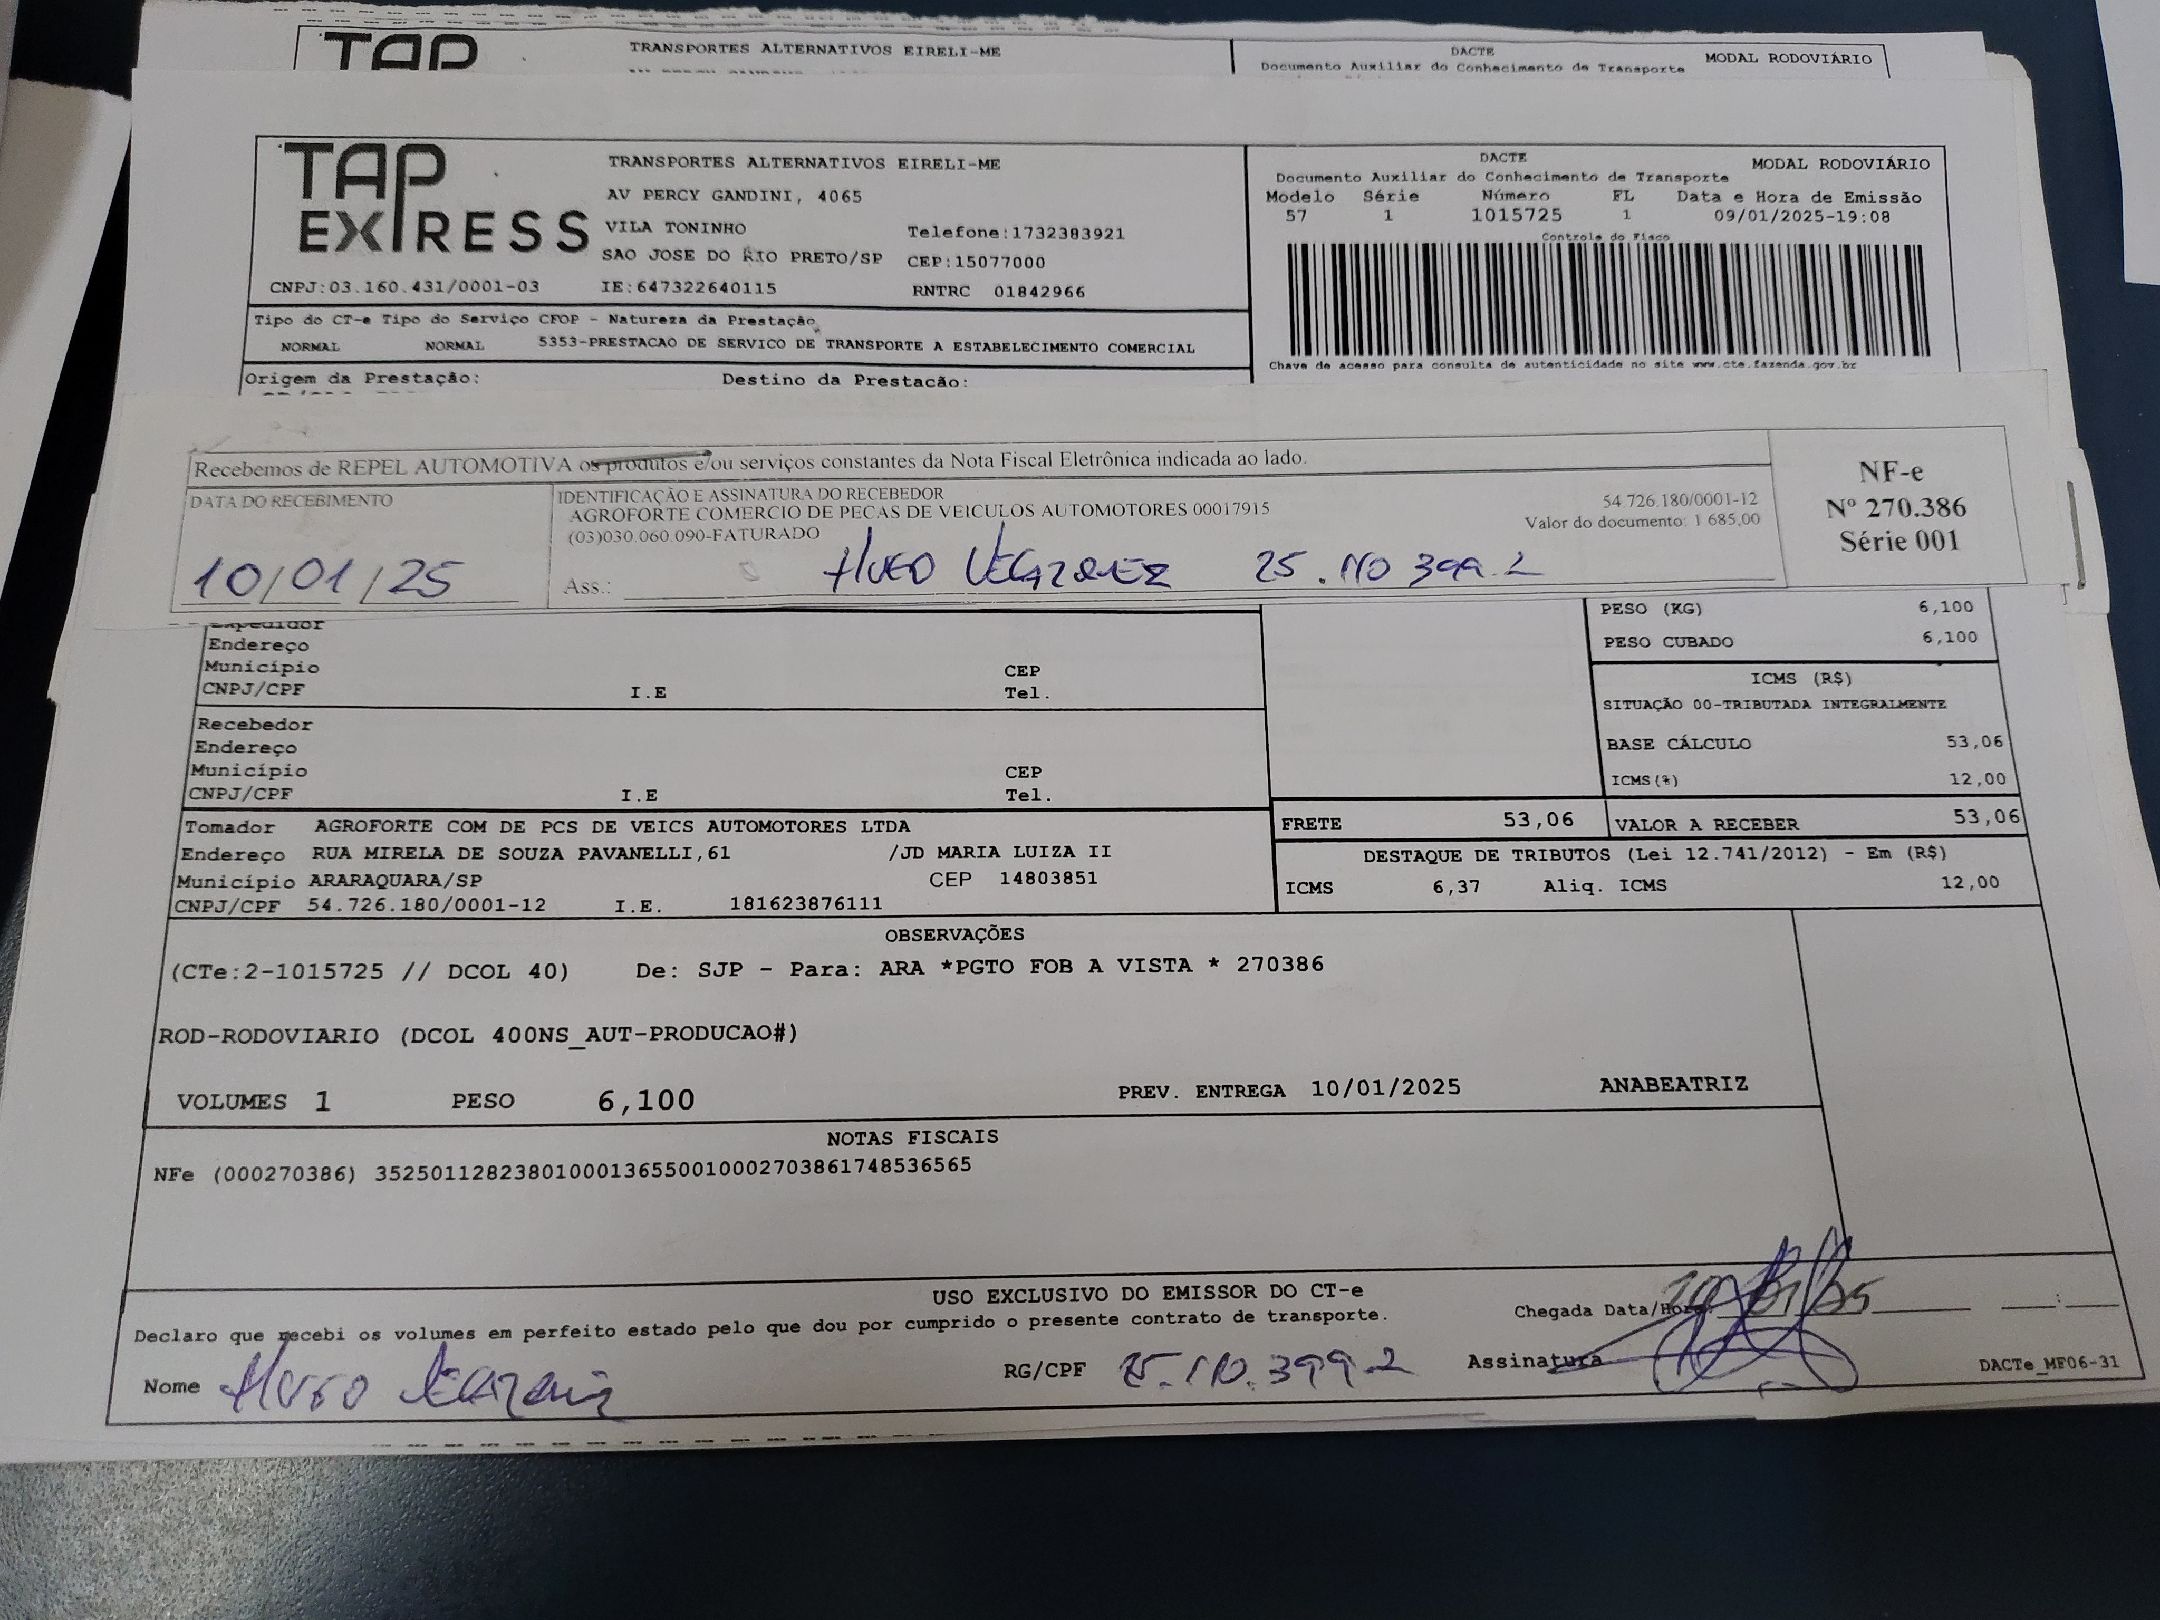 TAP
TRANSPORTES ALTERNATIVOS EIRELI-ME
DACTE
MODAL RODOVIÁRIO
Documento Auxiliar do Conhecimento de Transporte
TAP EXPRESS
TRANSPORTES ALTERNATIVOS EIRELI-ME
AV PERCY GANDINI, 4065
VILA TONINHO
Telefone:1732383921
SAO JOSE DO RIO PRETO/SP
CEP:15077000
CNPJ:03.160.431/0001-03
IE:647322640115
RNTRC 01842966
DACTE
MODAL RODOVIÁRIO
Documento Auxiliar do Conhecimento de Transporte
Modelo Série Número FL Data e Hora de Emissão
57 1 1015725 1 09/01/2025-19:08
Controle do Fisco
Chave de acesso para consulta de autenticidade no site www.cte.fazenda.gov.br
Tipo do CT-e Tipo do Serviço CFOP - Natureza da Prestação
NORMAL NORMAL 5353-PRESTACAO DE SERVICO DE TRANSPORTE A ESTABELECIMENTO COMERCIAL
Origem da Prestação: Destino da Prestacão:
Recebemos de REPEL AUTOMOTIVA os produtos e/ou serviços constantes da Nota Fiscal Eletrônica indicada ao lado.
DATA DO RECEBIMENTO
10/01/25
IDENTIFICAÇÃO E ASSINATURA DO RECEBEDOR
AGROFORTE COMERCIO DE PECAS DE VEICULOS AUTOMOTORES 00017915
54.726.180/0001-12
(03)030.060.090-FATURADO
Valor do documento: 1 685,00
Ass.:
NF-e
Nº 270.386
Série 001
Expedidor
Endereço
Município CEP
CNPJ/CPF I.E Tel.
Recebedor
Endereço
Município CEP
CNPJ/CPF I.E Tel.
PESO (KG) 6,100
PESO CUBADO 6,100
ICMS (R$)
SITUAÇÃO 00-TRIBUTADA INTEGRALMENTE
BASE CÁLCULO 53,06
ICMS(%) 12,00
Tomador AGROFORTE COM DE PCS DE VEICS AUTOMOTORES LTDA
Endereço RUA MIRELA DE SOUZA PAVANELLI,61 /JD MARIA LUIZA II
Município ARARAQUARA/SP CEP 14803851
CNPJ/CPF 54.726.180/0001-12 I.E. 181623876111
FRETE 53,06 VALOR A RECEBER 53,06
DESTAQUE DE TRIBUTOS (Lei 12.741/2012) - Em (R$)
ICMS 6,37 Aliq. ICMS 12,00
OBSERVAÇÕES
(CTe:2-1015725 // DCOL 40) De: SJP - Para: ARA *PGTO FOB A VISTA * 270386
ROD-RODOVIARIO (DCOL 400NS_AUT-PRODUCAO#)
VOLUMES 1 PESO 6,100 PREV. ENTREGA 10/01/2025 ANABEATRIZ
NOTAS FISCAIS
NFe (000270386) 35250112823801000136550010002703861748536565
USO EXCLUSIVO DO EMISSOR DO CT-e
Declaro que recebi os volumes em perfeito estado pelo que dou por cumprido o presente contrato de transporte.
Chegada Data/Hora:
Nome
RG/CPF
Assinatura
DACTe_MF06-31